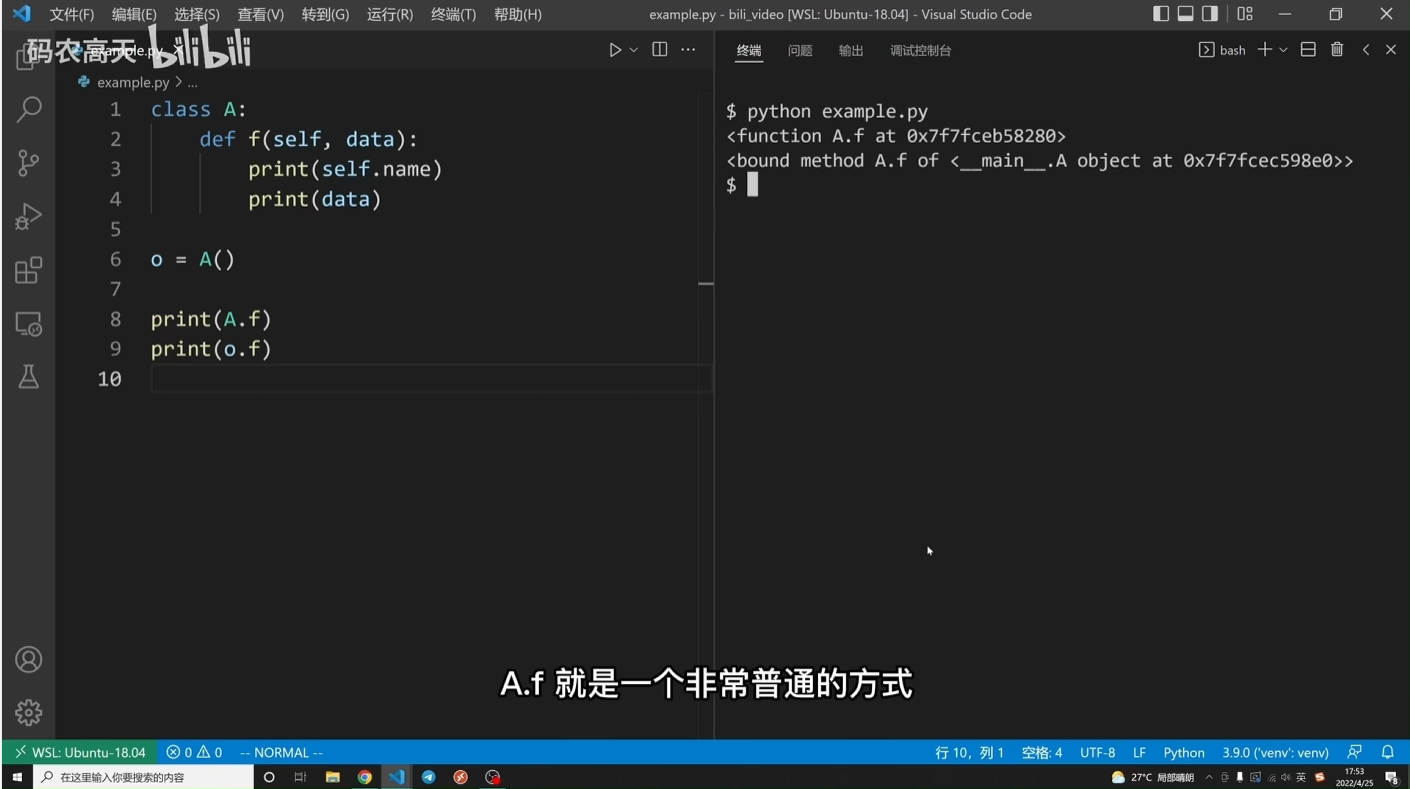 文件(F) 编辑(E) 选择(S) 查看(V) 转到(G) 运行(R) 终端(T) 帮助(H) example.py - bili_video [WSL: Ubuntu-18.04] - Visual Studio Code
码农高天 bilibili
example.py
终端 问题 输出 调试控制台 bash
example.py > ...
1 class A:
2 def f(self, data):
3 print(self.name)
4 print(data)
5
6 o = A()
7
8 print(A.f)
9 print(o.f)
10
$ python example.py
<function A.f at 0x7f7fceb58280>
<bound method A.f of <__main__.A object at 0x7f7fcec598e0>>
$
A.f 就是一个非常普通的方式
WSL: Ubuntu-18.04 0 0 -- NORMAL -- 行 10，列 1 空格: 4 UTF-8 LF Python 3.9.0 ('venv': venv)
在这里输入你要搜索的内容 27°C 局部晴朗 英 17:53
2022/4/25 8